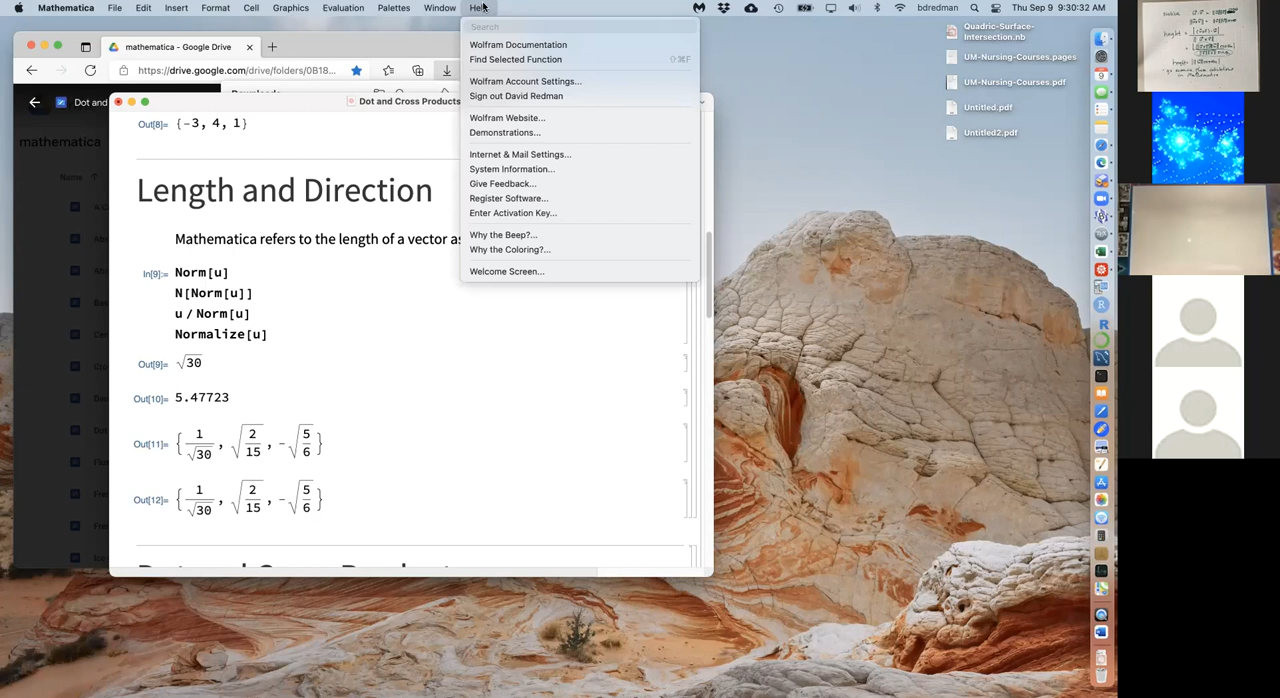 Mathematica File Edit Insert Format Cell Graphics Evaluation Palettes Window Help bdredman Thu Sep 9 9:30:32 AM
Search
Wolfram Documentation
Find Selected Function ⇧⌘F
Wolfram Account Settings...
Sign out David Redman
Wolfram Website...
Demonstrations...
Internet & Mail Settings...
System Information...
Give Feedback...
Register Software...
Enter Activation Key...
Why the Beep?...
Why the Coloring?...
Welcome Screen...
mathematica - Google Drive
https://drive.google.com/drive/folders/0B18...
Dot and
Dot and Cross Products
mathematica
Name
Out[8]= {-3, 4, 1}
Length and Direction
Mathematica refers to the length of a vector as
In[9]:= Norm[u]
N[Norm[u]]
u / Norm[u]
Normalize[u]
Out[9]= √30
Out[10]= 5.47723
Out[11]= {1/√30, √(2/15), -√(5/6)}
Out[12]= {1/√30, √(2/15), -√(5/6)}
Quadric-Surface-
Intersection.nb
UM-Nursing-Courses.pages
UM-Nursing-Courses.pdf
Untitled.pdf
Untitled2.pdf